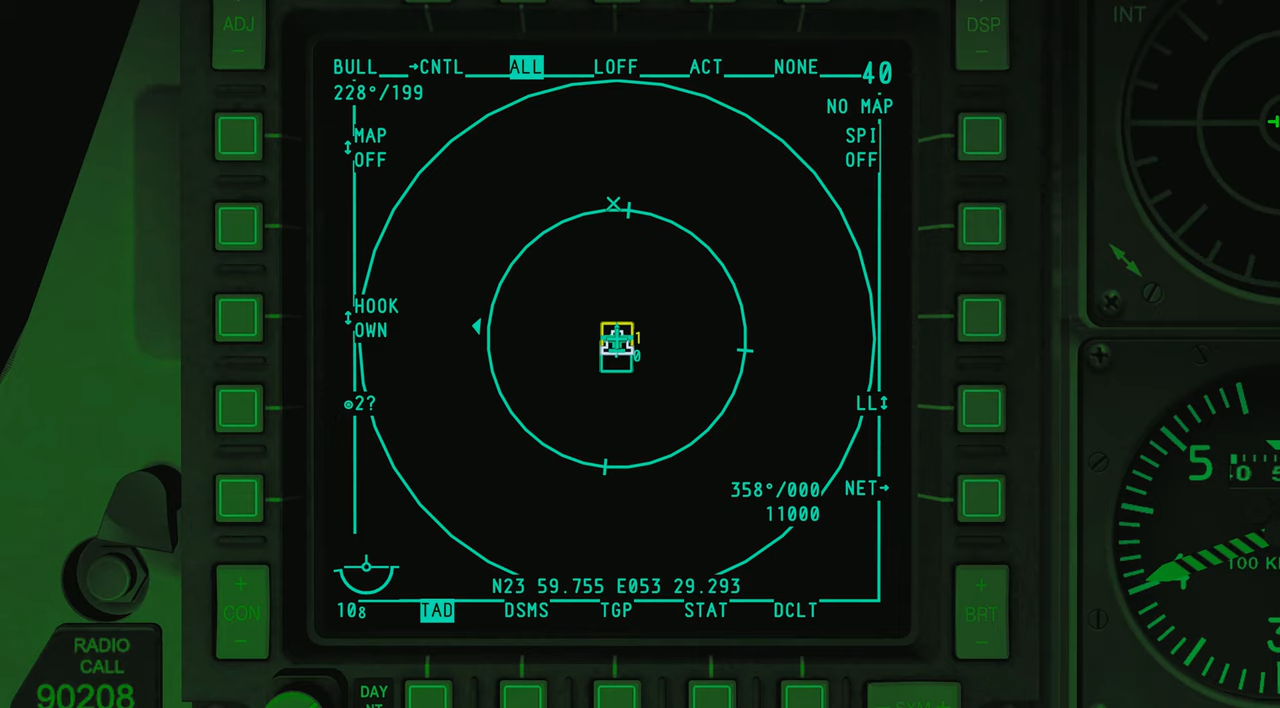 ADJ
DSP
INT
BULL →CNTL ALL LOFF ACT NONE 40
228°/199
NO MAP
MAP
OFF
SPI
OFF
HOOK
OWN
1
0
2?
LL
358°/000
11000
NET→
N23 59.755 E053 29.293
108
TAD DSMS TGP STAT DCLT
CON
BRT
5
RADIO
CALL
90208
DAY